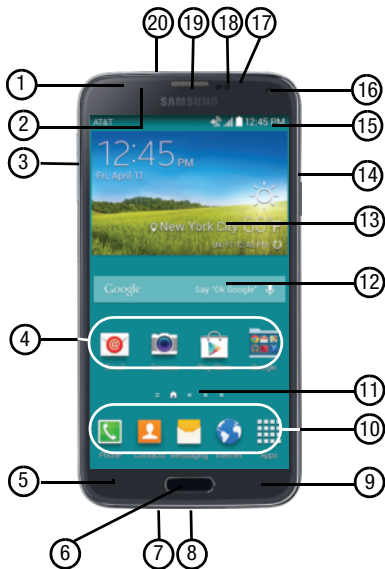 20
19
18
17
1
16
2
SAMSUNG
AT&T 12:45 PM
15
12:45 PM
Fri, April 11
3
14
New York City
13
Google Say "Ok Google"
12
4
11
10
Phone Contacts Messaging Internet Apps
5
9
6
7
8